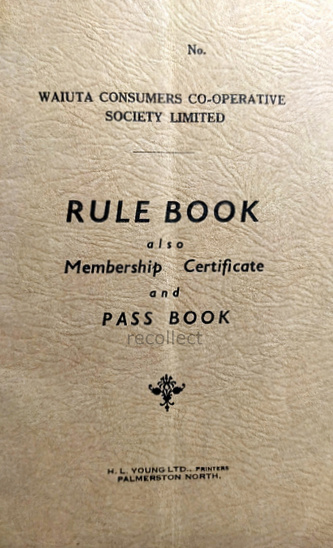 No.
WAIUTA CONSUMERS CO-OPERATIVE
SOCIETY LIMITED
RULE BOOK
also
Membership Certificate
and
PASS BOOK
recollect
H. L. YOUNG LTD., PRINTERS
PALMERSTON NORTH.